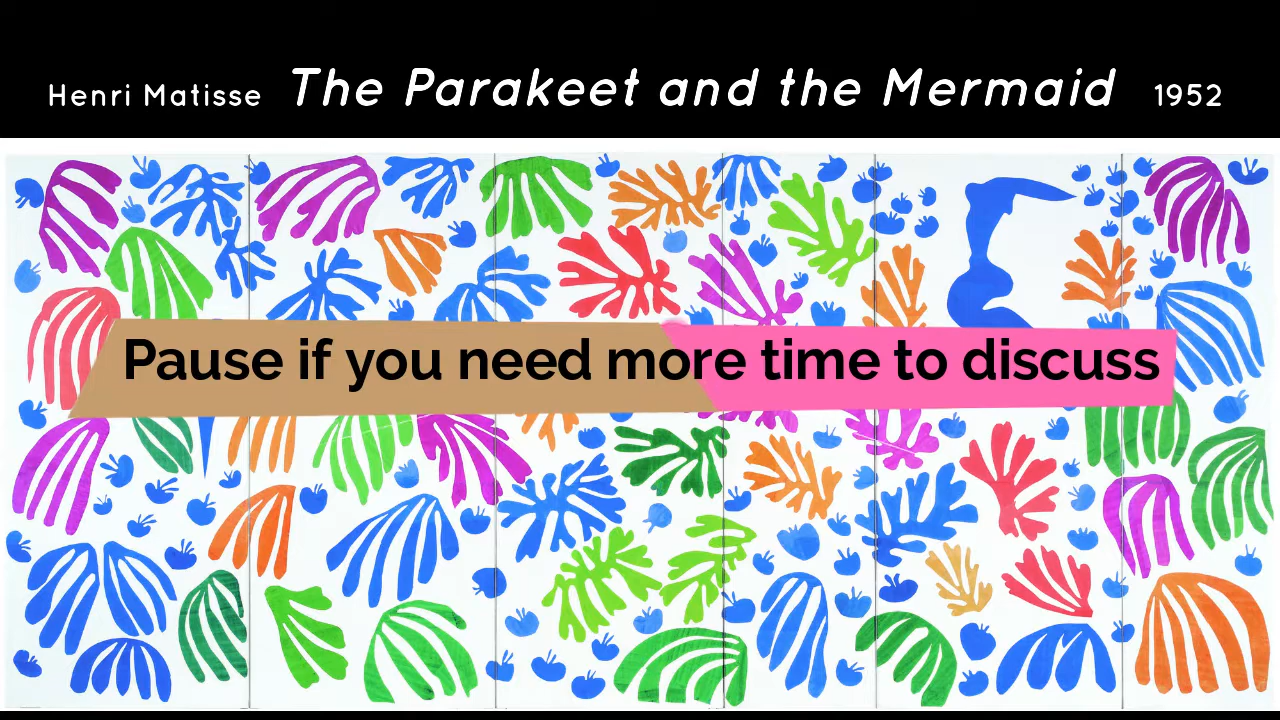 Henri Matisse The Parakeet and the Mermaid 1952
Pause if you need more time to discuss